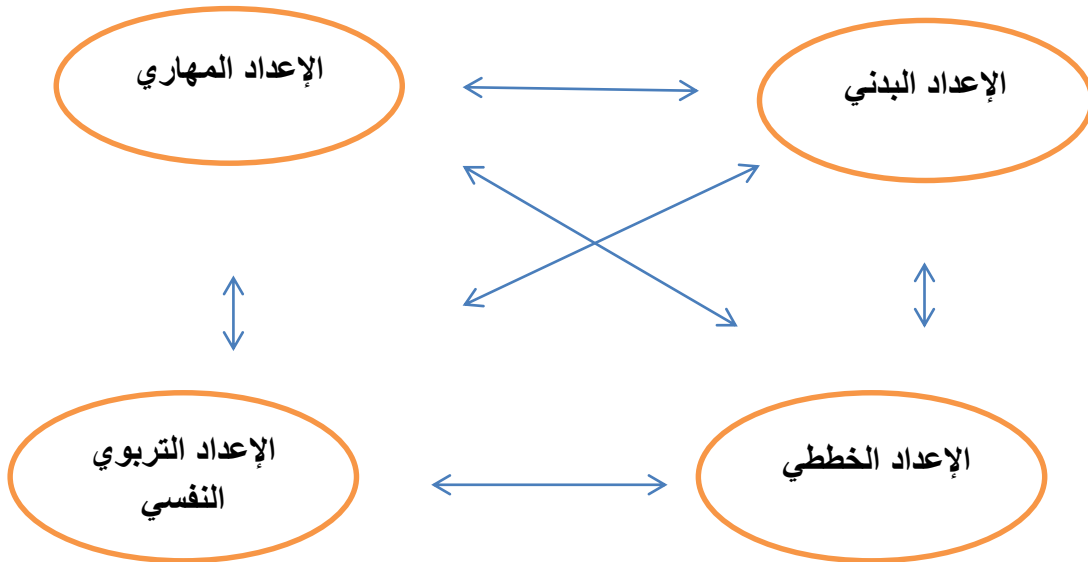 الإعداد البدني
الإعداد المهاري
الإعداد الخططي
الإعداد التربوي
النفسي